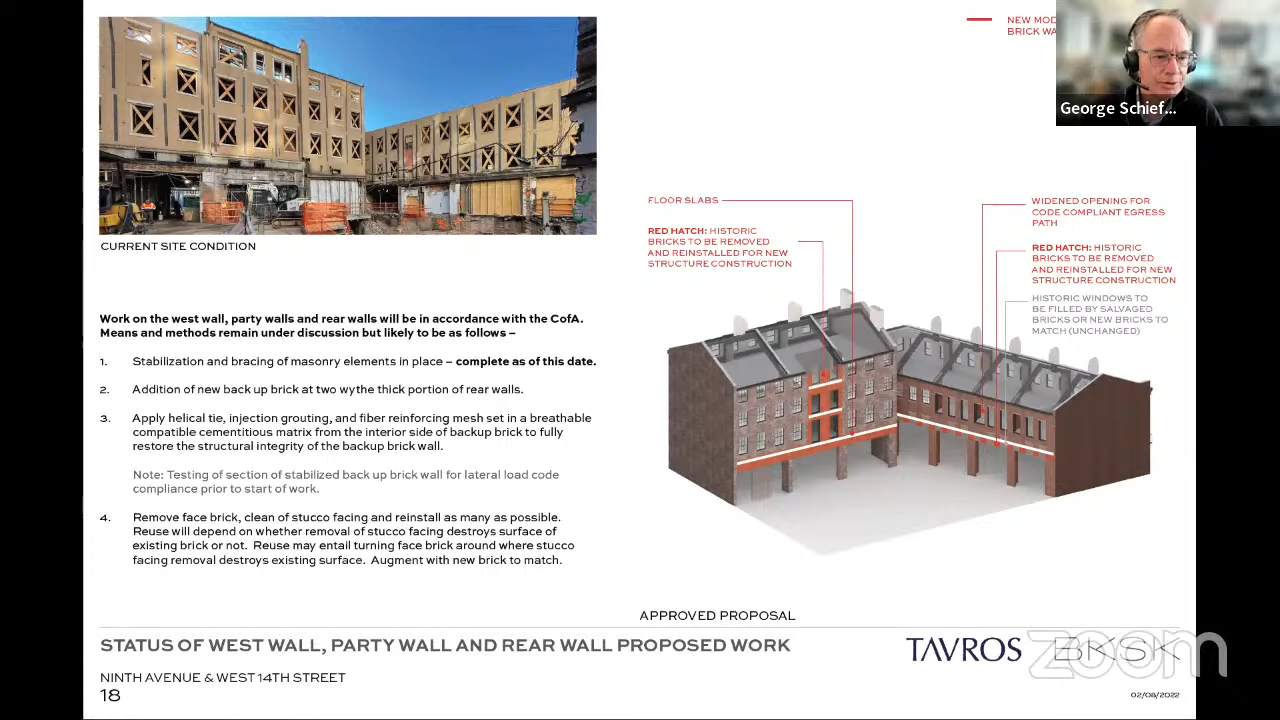 NEW MOD
BRICK WA
George Schief...
FLOOR SLABS
RED HATCH: HISTORIC
BRICKS TO BE REMOVED
AND REINSTALLED FOR NEW
STRUCTURE CONSTRUCTION
WIDENED OPENING FOR
CODE COMPLIANT EGRESS
PATH
RED HATCH: HISTORIC
BRICKS TO BE REMOVED
AND REINSTALLED FOR NEW
STRUCTURE CONSTRUCTION
HISTORIC WINDOWS TO
BE FILLED BY SALVAGED
BRICKS OR NEW BRICKS TO
MATCH (UNCHANGED)
CURRENT SITE CONDITION
Work on the west wall, party walls and rear walls will be in accordance with the CofA.
Means and methods remain under discussion but likely to be as follows –
1. Stabilization and bracing of masonry elements in place – complete as of this date.
2. Addition of new back up brick at two wythe thick portion of rear walls.
3. Apply helical tie, injection grouting, and fiber reinforcing mesh set in a breathable
compatible cementitious matrix from the interior side of backup brick to fully
restore the structural integrity of the backup brick wall.
Note: Testing of section of stabilized back up brick wall for lateral load code
compliance prior to start of work.
4. Remove face brick, clean of stucco facing and reinstall as many as possible.
Reuse will depend on whether removal of stucco facing destroys surface of
existing brick or not. Reuse may entail turning face brick around where stucco
facing removal destroys existing surface. Augment with new brick to match.
APPROVED PROPOSAL
STATUS OF WEST WALL, PARTY WALL AND REAR WALL PROPOSED WORK
TAVROS BKSK
zoom
NINTH AVENUE & WEST 14TH STREET
18
02/08/2022